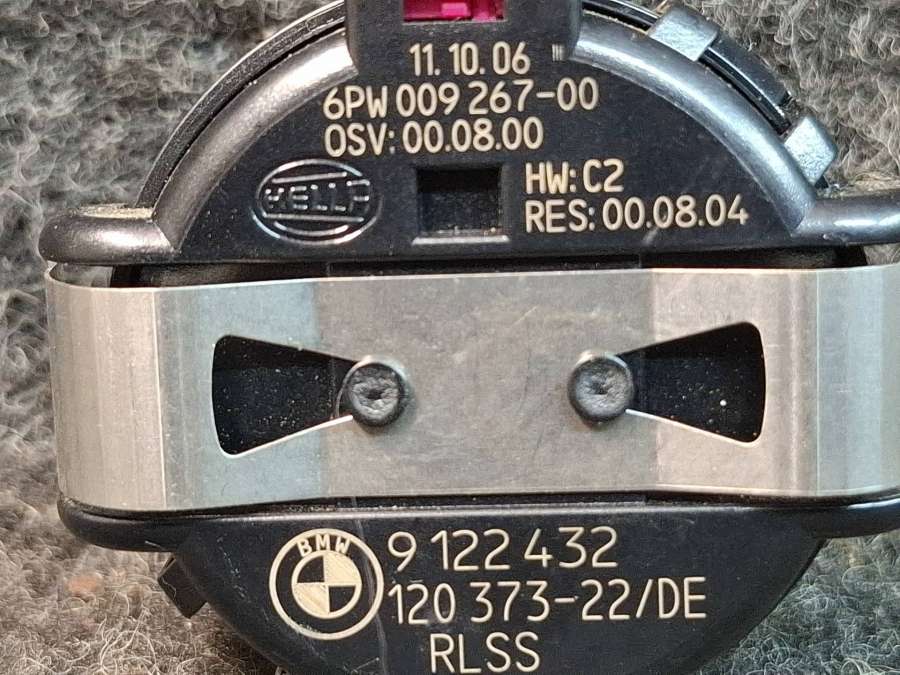 11.10.06
6PW 009 267-00
OSV: 00.08.00
HELLA
HW: C2
RES: 00.08.04
BMW
9 122 432
120 373-22/DE
RLSS